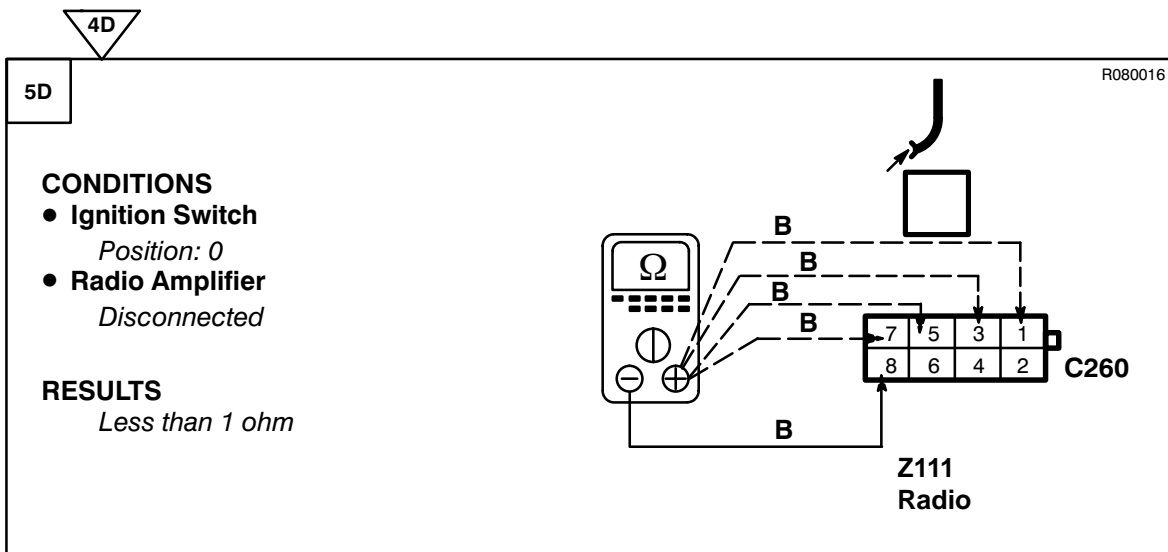 4D
5D
R080016
CONDITIONS
● Ignition Switch
Position: 0
● Radio Amplifier
Disconnected
RESULTS
Less than 1 ohm
Ω
B
B
B
B
7 5 3 1
8 6 4 2
C260
B
Z111
Radio